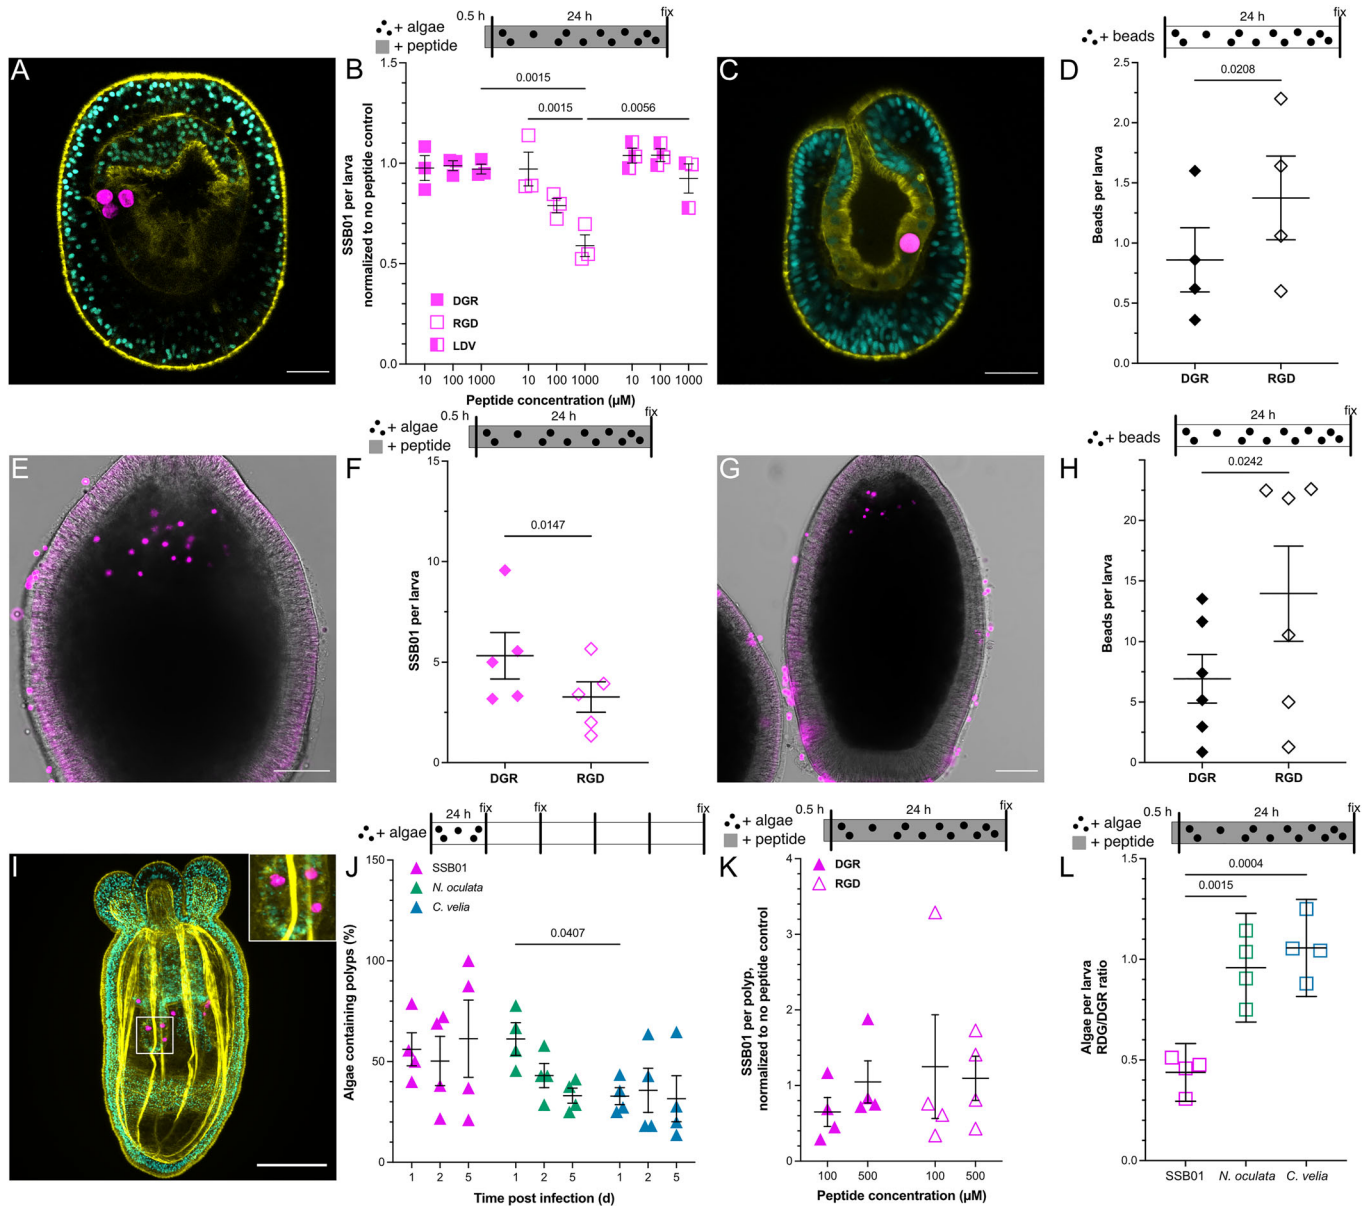 A
B
+ algae
+ peptide
0.5 h
24 h
fix
SSB01 per larva
normalized to no peptide control
1.5
1.0
0.5
0.0
0.0015
0.0015
0.0056
DGR
RGD
LDV
10
100
1000
10
100
1000
10
100
1000
Peptide concentration (µM)
C
D
+ beads
24 h
fix
Beads per larva
2.5
2.0
1.5
1.0
0.5
0.0
0.0208
DGR
RGD
E
F
+ algae
+ peptide
0.5 h
24 h
fix
SSB01 per larva
15
10
5
0
0.0147
DGR
RGD
G
H
+ beads
24 h
fix
Beads per larva
20
15
10
5
0
0.0242
DGR
RGD
I
J
+ algae
24 h
fix
fix
fix
Algae containing polyps (%)
150
100
50
0
SSB01
N. oculata
C. velia
0.0407
1
2
5
1
2
5
1
2
5
Time post infection (d)
K
+ algae
+ peptide
0.5 h
24 h
fix
SSB01 per polyp,
normalized to no peptide control
4
3
2
1
0
DGR
RGD
100
500
100
500
Peptide concentration (µM)
L
+ algae
+ peptide
0.5 h
24 h
fix
Algae per larva
RDG/DGR ratio
1.5
1.0
0.5
0.0
0.0004
0.0015
SSB01
N. oculata
C. velia